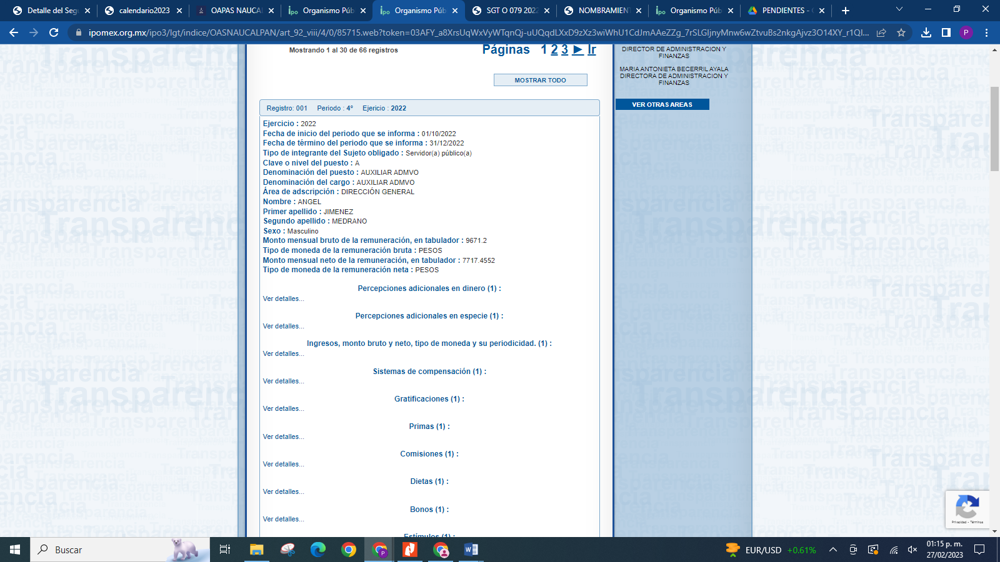 Detalle del Segu
calendario2023
OAPAS NAUCAL
Organismo Púb
Organismo Púb
SGT O 079 2022
NOMBRAMIEN
Organismo Púb
PENDIENTES -
ipomex.org.mx/ipo3/lgt/indice/OASNAUCALPAN/art_92_viii/4/0/85715.web?token=03AFY_a8XrsUqWxVyWTqnQj-uUQqdLXxD9zXz3wiWhU1CdJmAAeZZg_7rSLGljnyMnw6wZtvuBs2nkgAjvz3O14XY_r1QI...
Mostrando 1 al 30 de 66 registros
Páginas 1 2 3 ► Ir
MOSTRAR TODO
DIRECTOR DE ADMINISTRACION Y
FINANZAS
MARIA ANTONIETA BECERRIL AYALA
DIRECTORA DE ADMINISTRACION Y
FINANZAS
VER OTRAS AREAS
Registro: 001 Periodo : 4° Ejericio : 2022
Ejercicio : 2022
Fecha de inicio del periodo que se informa : 01/10/2022
Fecha de término del periodo que se informa : 31/12/2022
Tipo de integrante del Sujeto obligado : Servidor(a) público(a)
Clave o nivel del puesto : A
Denominación del puesto : AUXILIAR ADMVO
Denominación del cargo : AUXILIAR ADMVO
Área de adscripción : DIRECCIÓN GENERAL
Nombre : ANGEL
Primer apellido : JIMENEZ
Segundo apellido : MEDRANO
Sexo : Masculino
Monto mensual bruto de la remuneración, en tabulador : 9671.2
Tipo de moneda de la remuneración bruta : PESOS
Monto mensual neto de la remuneración, en tabulador : 7717.4552
Tipo de moneda de la remuneración neta : PESOS
Percepciones adicionales en dinero (1) :
Ver detalles...
Percepciones adicionales en especie (1) :
Ver detalles...
Ingresos, monto bruto y neto, tipo de moneda y su periodicidad. (1) :
Ver detalles...
Sistemas de compensación (1) :
Ver detalles...
Gratificaciones (1) :
Ver detalles...
Primas (1) :
Ver detalles...
Comisiones (1) :
Ver detalles...
Dietas (1) :
Ver detalles...
Bonos (1) :
Ver detalles...
Estímulos (1) :
Privacidad - Términos
Buscar
EUR/USD +0.61%
01:15 p. m.
27/02/2023